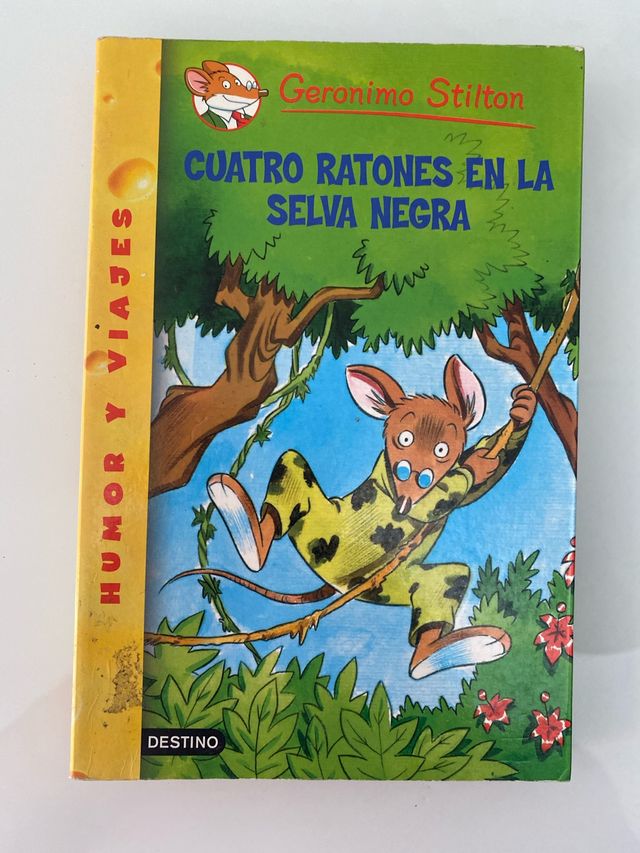 Geronimo Stilton
CUATRO RATONES EN LA
SELVA NEGRA
HUMOR Y VIAJES
DESTINO